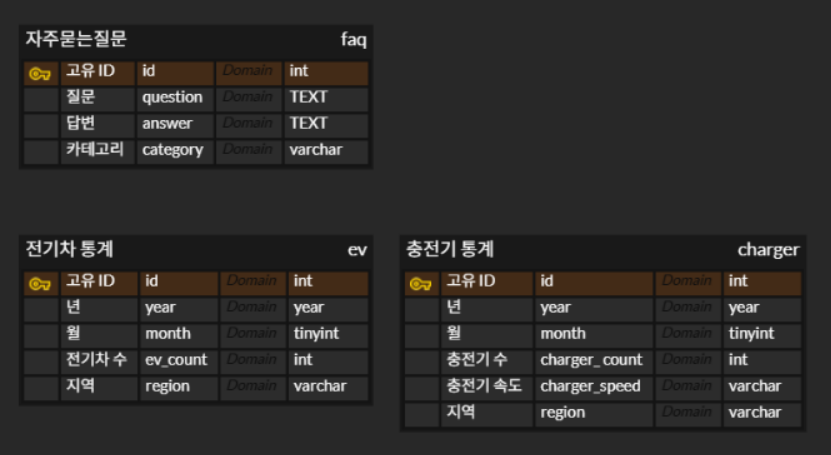 자주묻는질문 faq
고유 ID id Domain int
질문 question Domain TEXT
답변 answer Domain TEXT
카테고리 category Domain varchar
전기차 통계 ev
고유 ID id Domain int
년 year Domain year
월 month Domain tinyint
전기차 수 ev_count Domain int
지역 region Domain varchar
충전기 통계 charger
고유 ID id Domain int
년 year Domain year
월 month Domain tinyint
충전기 수 charger_count Domain int
충전기 속도 charger_speed Domain varchar
지역 region Domain varchar